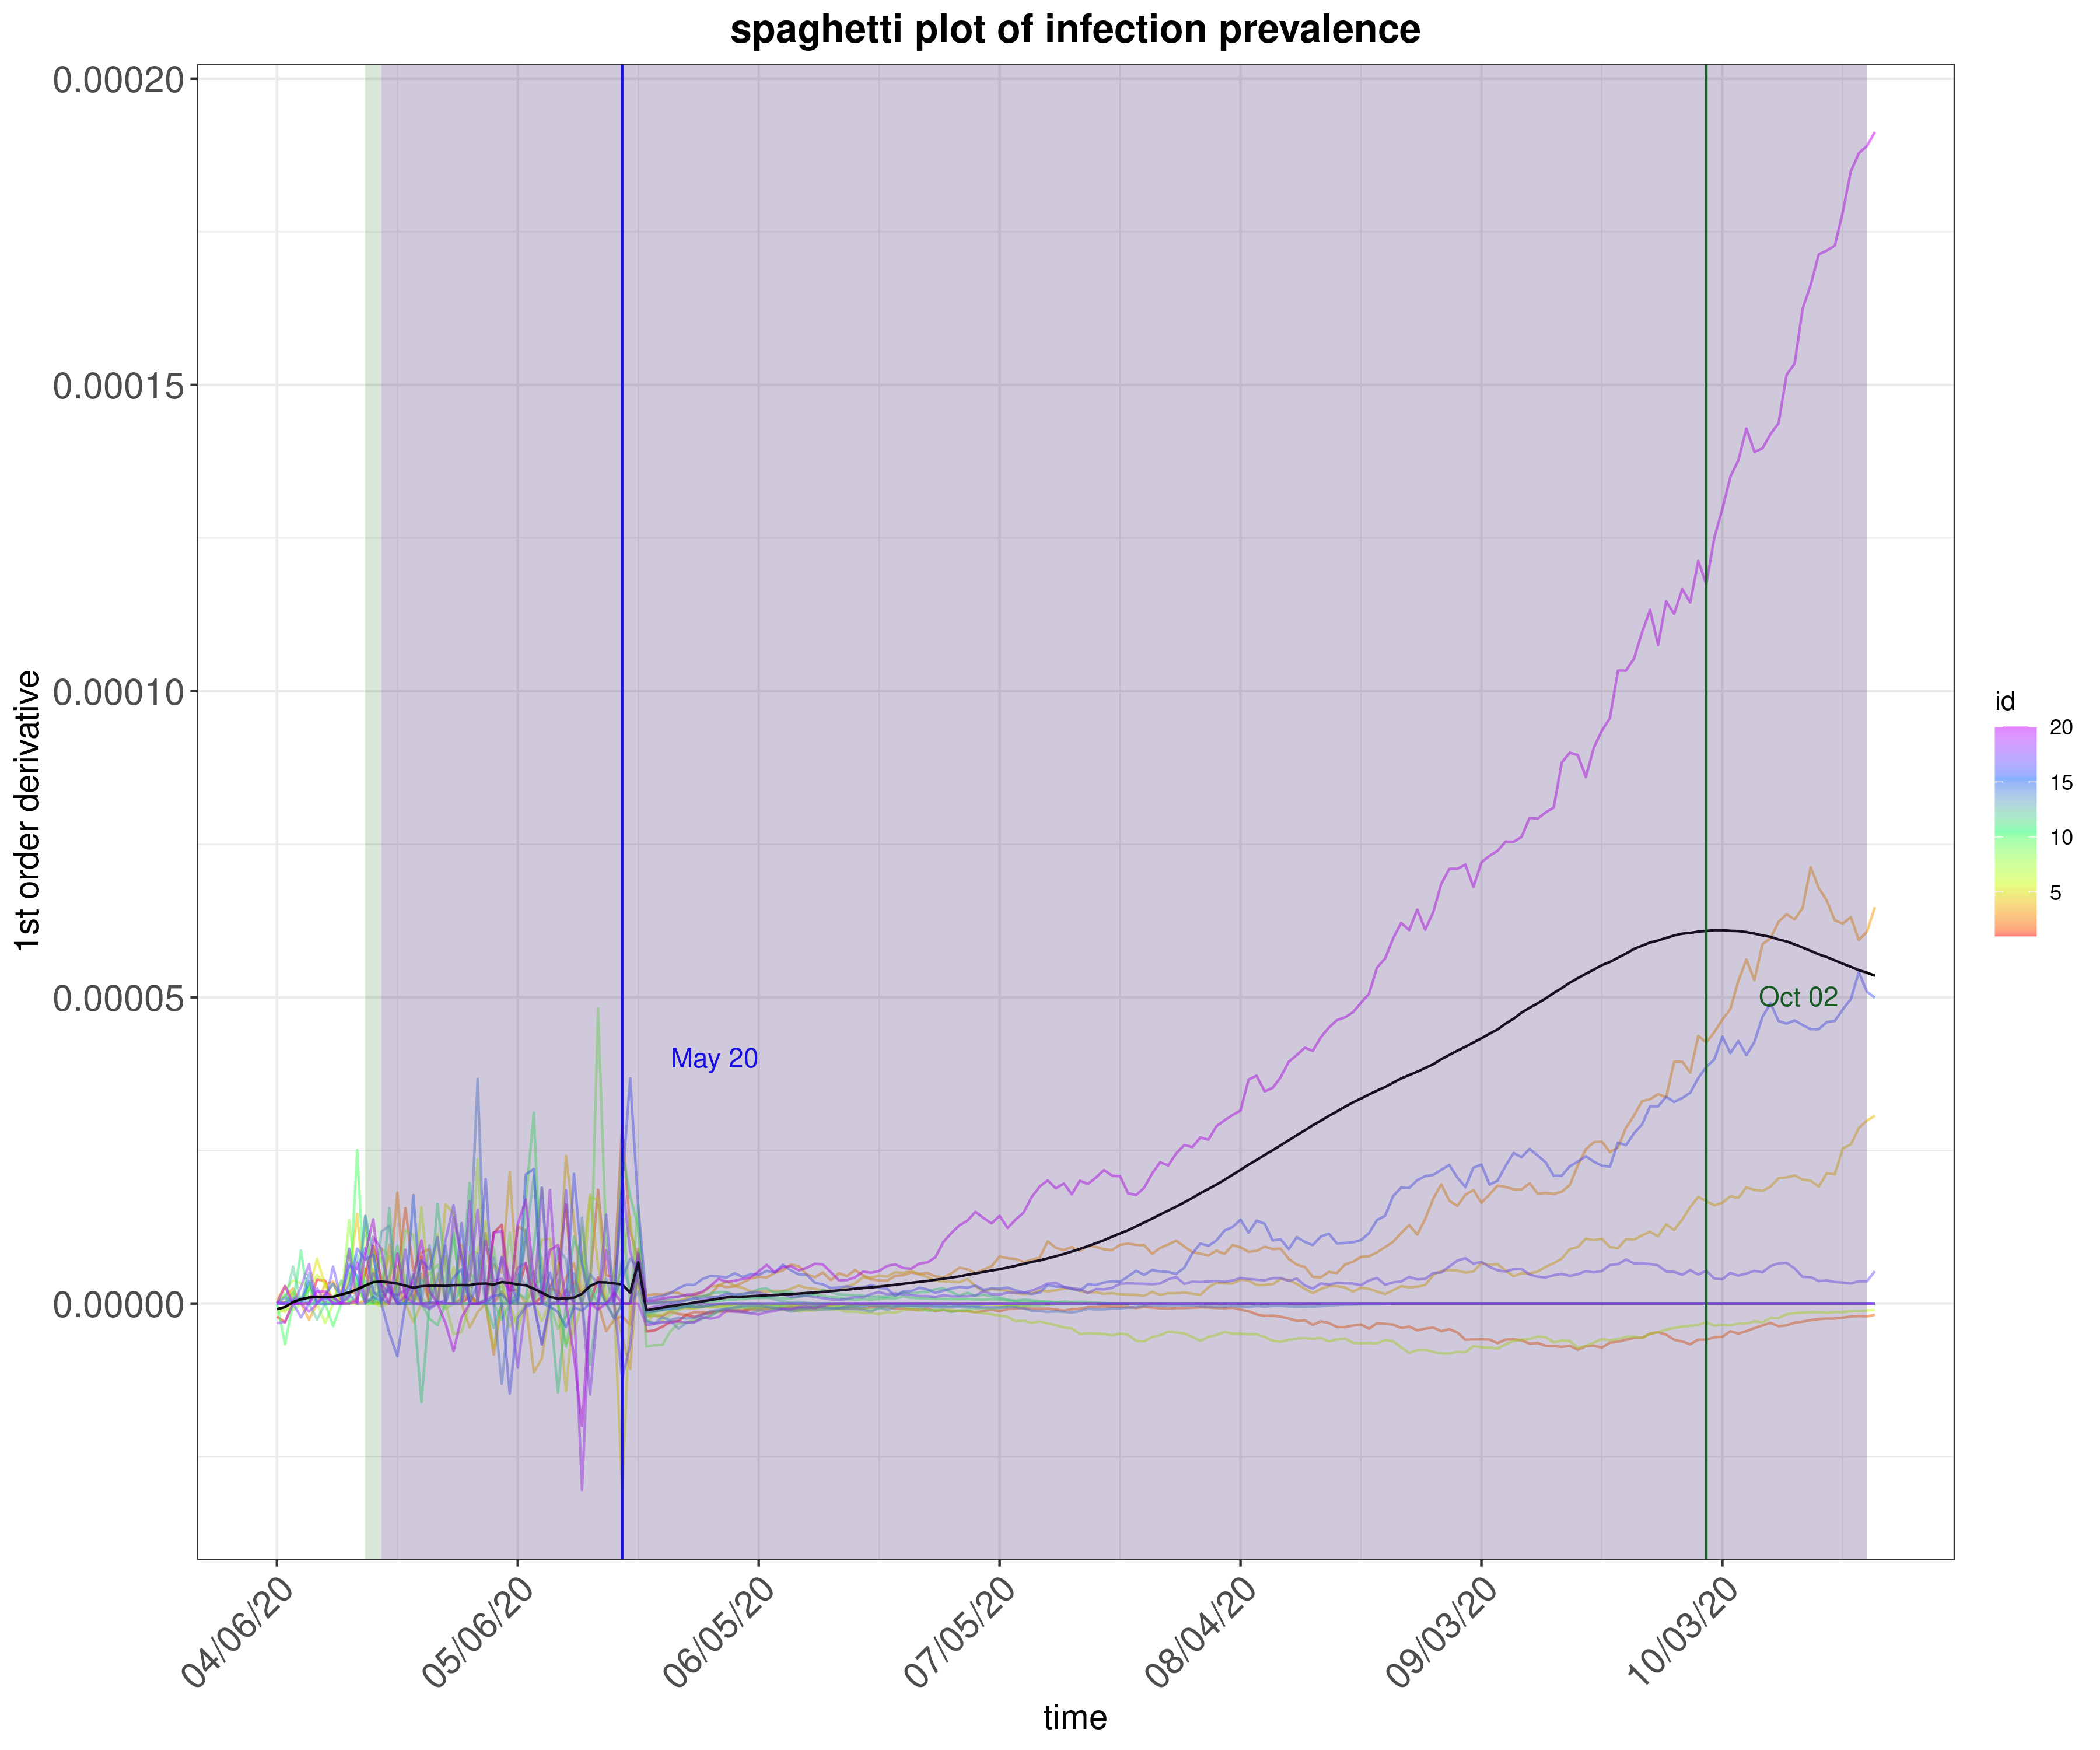 spaghetti plot of infection prevalence
0.00020
0.00015
0.00010
0.00005
0.00000
1st order derivative
May 20
Oct 02
id
20
15
10
5
04/06/20
05/06/20
06/05/20
07/05/20
08/04/20
09/03/20
10/03/20
time